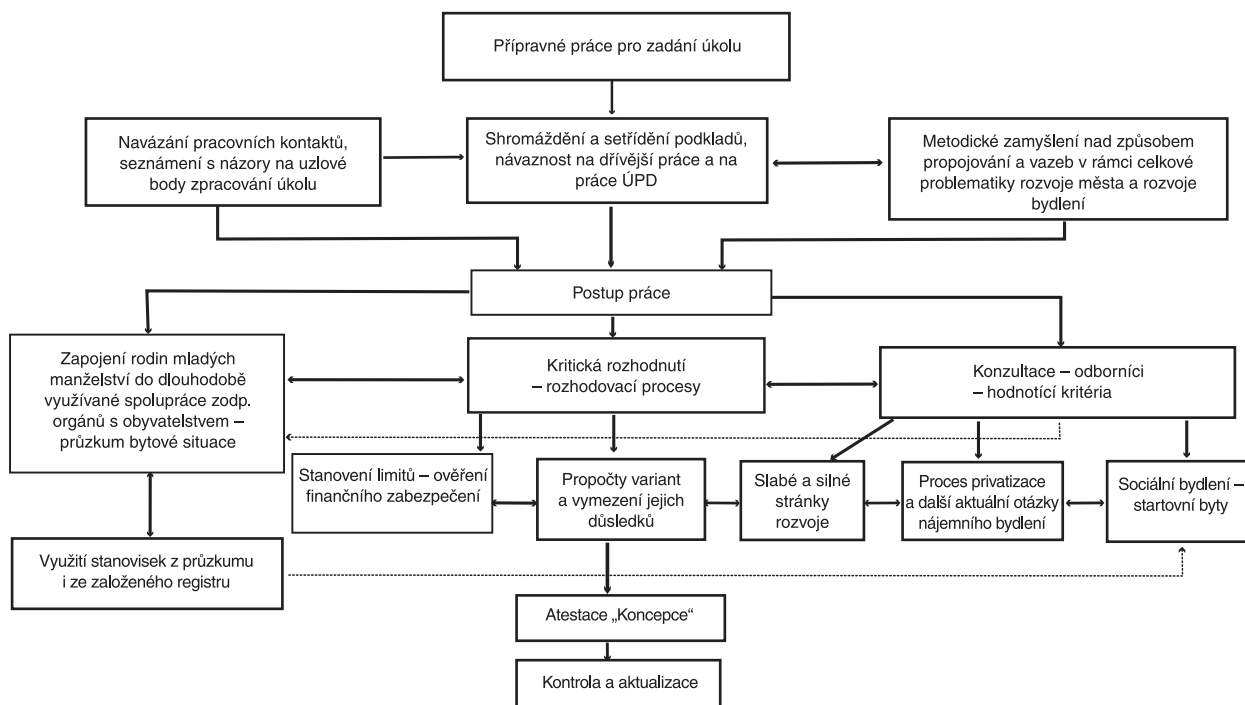 Přípravné práce pro zadání úkolu
Navázání pracovních kontaktů,
seznámení s názory na uzlové
body zpracování úkolu
Shromáždění a setřídění podkladů,
návaznost na dřívější práce a na
práce ÚPD
Metodické zamyšlení nad způsobem
propojování a vazeb v rámci celkové
problematiky rozvoje města a rozvoje
bydlení
Postup práce
Zapojení rodin mladých
manželství do dlouhodobě
využívané spolupráce zodp.
orgánů s obyvatelstvem –
průzkum bytové situace
Kritická rozhodnutí
– rozhodovací procesy
Konzultace – odborníci
– hodnotící kritéria
Stanovení limitů – ověření
finančního zabezpečení
Propočty variant
a vymezení jejich
důsledků
Slabé a silné
stránky
rozvoje
Proces privatizace
a další aktuální otázky
nájemního bydlení
Sociální bydlení –
startovní byty
Využití stanovisek z průzkumu
i ze založeného registru
Atestace „Koncepce“
Kontrola a aktualizace